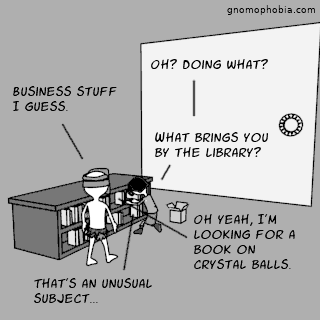 gnomophobia.com
BUSINESS STUFF
I GUESS.
OH? DOING WHAT?
WHAT BRINGS YOU
BY THE LIBRARY?
OH YEAH, I'M
LOOKING FOR A
BOOK ON
CRYSTAL BALLS.
THAT'S AN UNUSUAL
SUBJECT...